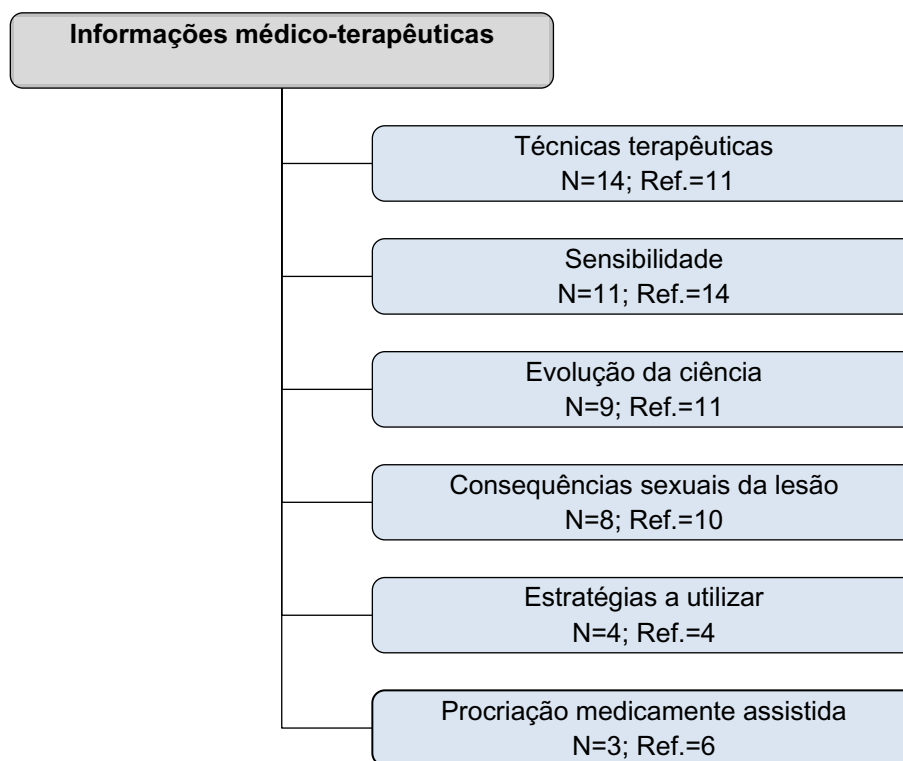 Informações médico-terapêuticas
Técnicas terapêuticas
N=14; Ref.=11
Sensibilidade
N=11; Ref.=14
Evolução da ciência
N=9; Ref.=11
Consequências sexuais da lesão
N=8; Ref.=10
Estratégias a utilizar
N=4; Ref.=4
Procriação medicamente assistida
N=3; Ref.=6